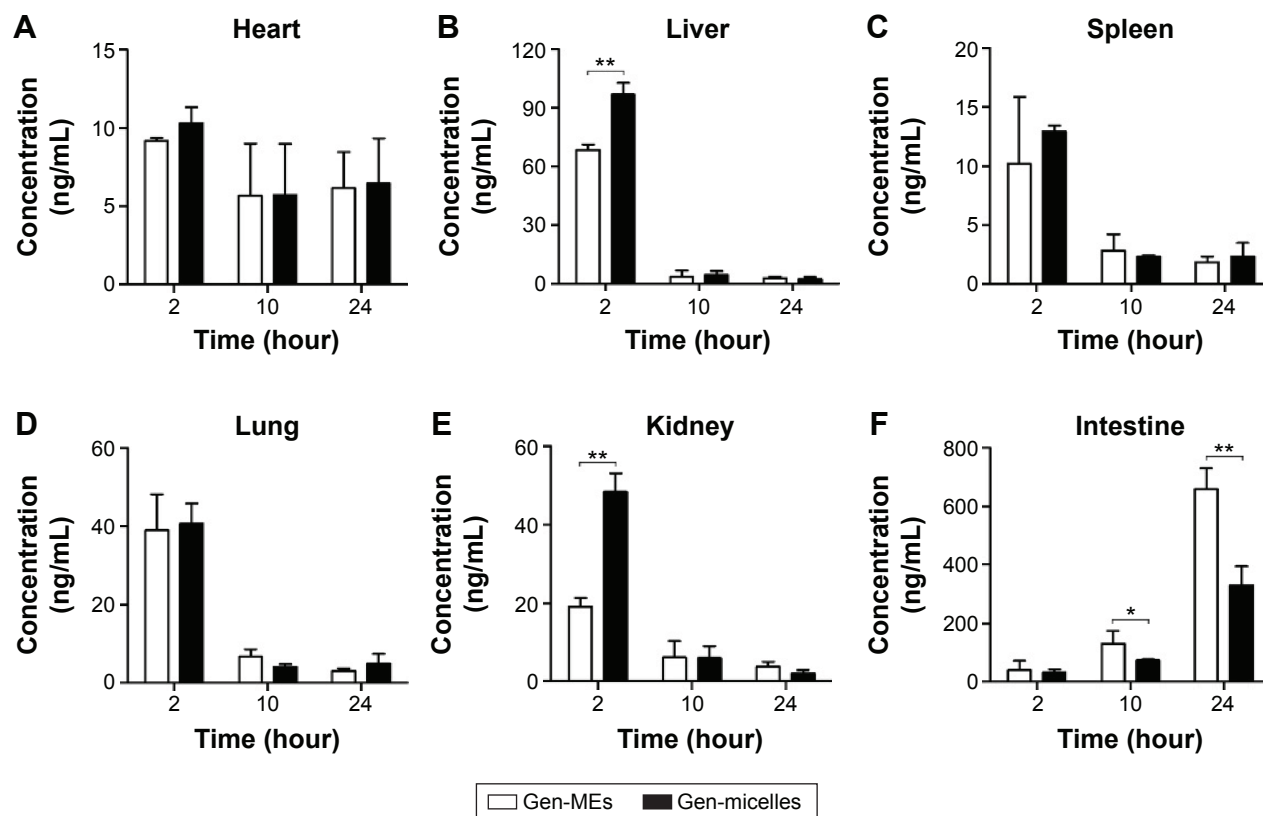 A Heart
Concentration
(ng/mL)
15
10
5
0
2 10 24
Time (hour)
B Liver
Concentration
(ng/mL)
120
90
60
30
0
**
2 10 24
Time (hour)
C Spleen
Concentration
(ng/mL)
20
15
10
5
0
2 10 24
Time (hour)
D Lung
Concentration
(ng/mL)
60
40
20
0
2 10 24
Time (hour)
E Kidney
Concentration
(ng/mL)
60
40
20
0
**
2 10 24
Time (hour)
F Intestine
Concentration
(ng/mL)
800
600
400
200
0
*
**
2 10 24
Time (hour)
Gen-MEs Gen-micelles